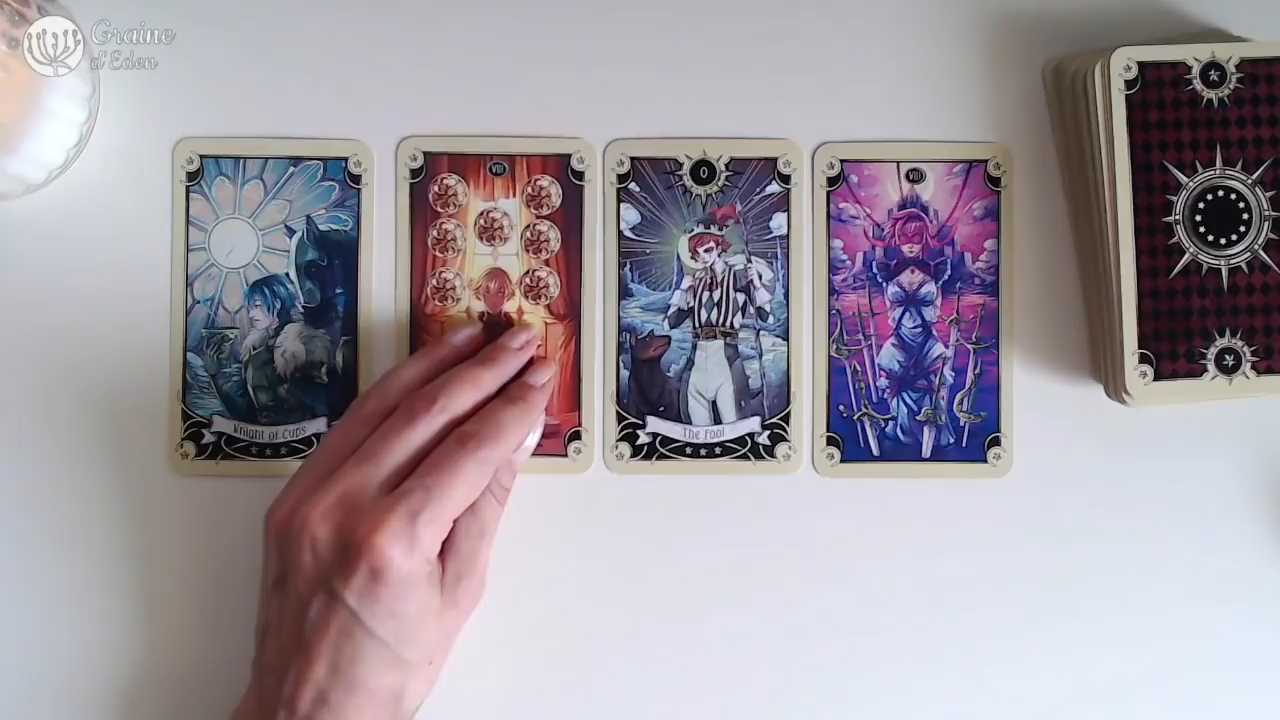 Graine
d'Eden
VIII
0
VIII
Knight of Cups
The Fool